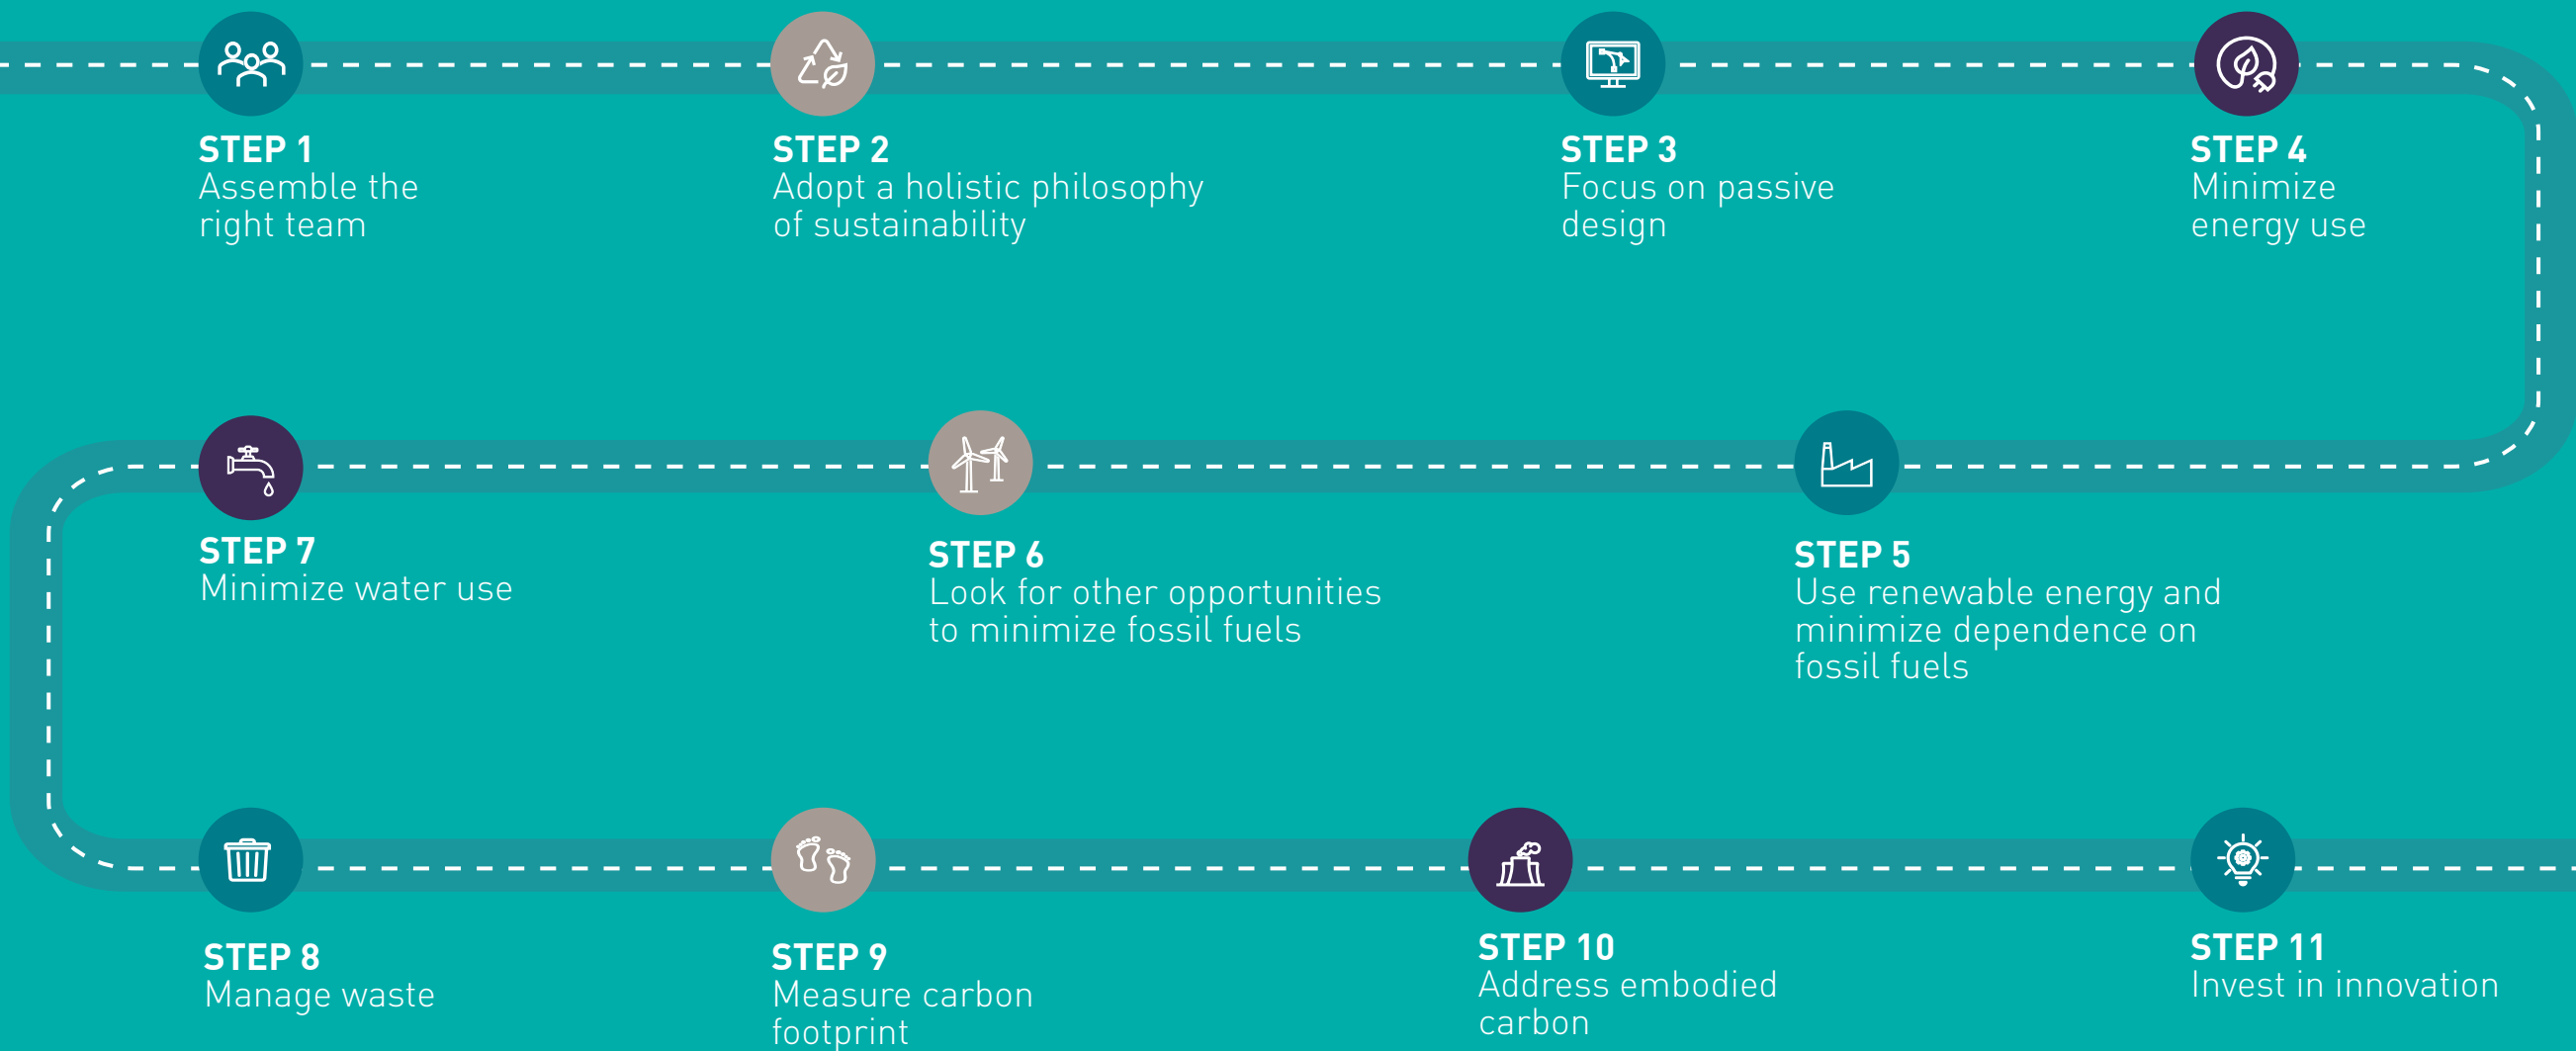 STEP 1
Assemble the
right team
STEP 2
Adopt a holistic philosophy
of sustainability
STEP 3
Focus on passive
design
STEP 4
Minimize
energy use
STEP 5
Use renewable energy and
minimize dependence on
fossil fuels
STEP 6
Look for other opportunities
to minimize fossil fuels
STEP 7
Minimize water use
STEP 8
Manage waste
STEP 9
Measure carbon
footprint
STEP 10
Address embodied
carbon
STEP 11
Invest in innovation